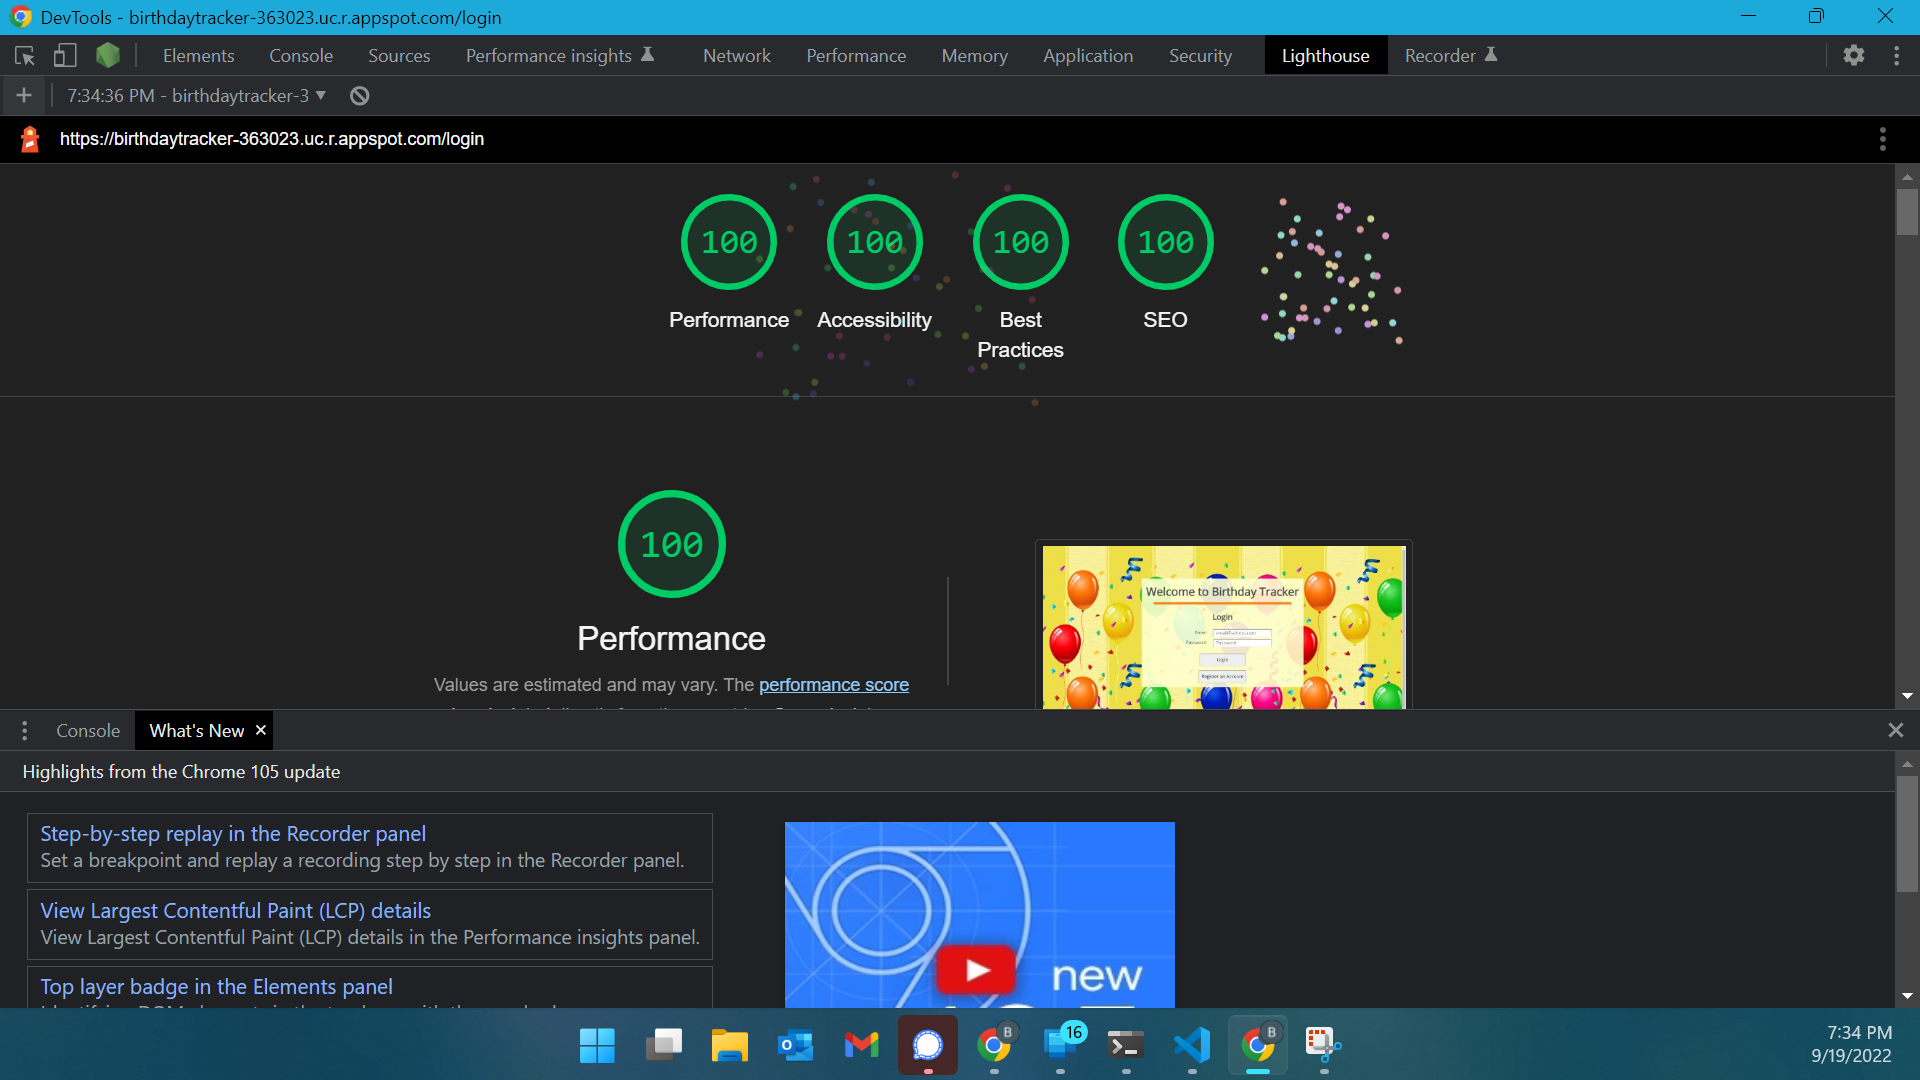 DevTools - birthdaytracker-363023.uc.r.appspot.com/login
Elements Console Sources Performance insights Network Performance Memory Application Security Lighthouse Recorder
7:34:36 PM - birthdaytracker-3
https://birthdaytracker-363023.uc.r.appspot.com/login
100 100 100 100
Performance Accessibility Best Practices SEO
100
Performance
Values are estimated and may vary. The performance score
Welcome to Birthday Tracker
Login
Password
Login
Register an Account
Console What's New
Highlights from the Chrome 105 update
Step-by-step replay in the Recorder panel
Set a breakpoint and replay a recording step by step in the Recorder panel.
View Largest Contentful Paint (LCP) details
View Largest Contentful Paint (LCP) details in the Performance insights panel.
Top layer badge in the Elements panel
new
B 16 B
7:34 PM
9/19/2022